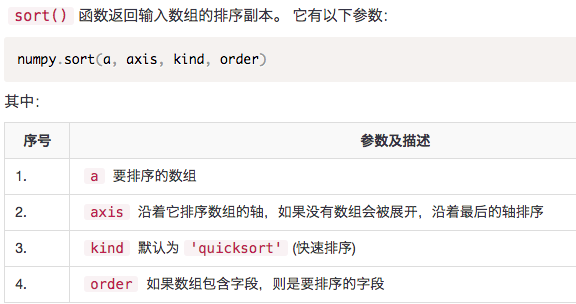 sort() 函数返回输入数组的排序副本。 它有以下参数：
numpy.sort(a, axis, kind, order)
其中：
序号 参数及描述
1. a 要排序的数组
2. axis 沿着它排序数组的轴，如果没有数组会被展开，沿着最后的轴排序
3. kind 默认为 'quicksort' (快速排序)
4. order 如果数组包含字段，则是要排序的字段